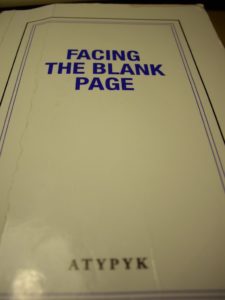 FACING
THE BLANK
PAGE
ATYPYK